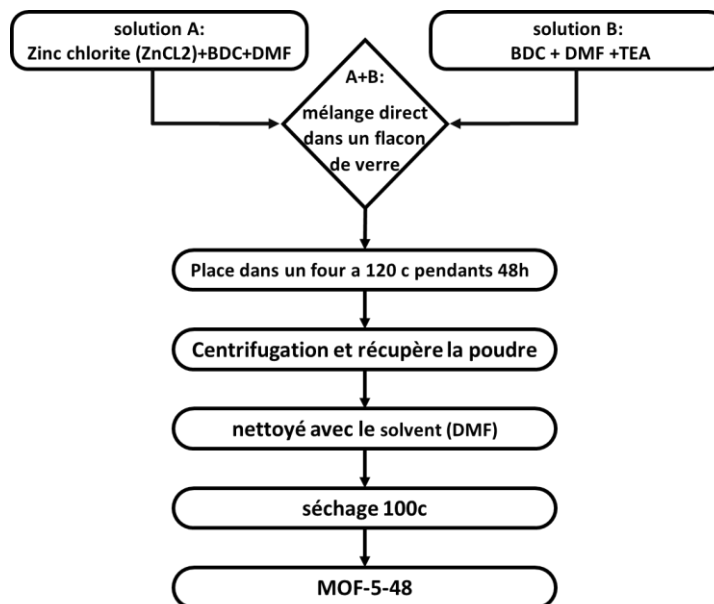 solution A:
Zinc chlorite (ZnCL2)+BDC+DMF
solution B:
BDC + DMF +TEA
A+B:
mélange direct
dans un flacon
de verre
Place dans un four a 120 c pendants 48h
Centrifugation et récupère la poudre
nettoyé avec le solvent (DMF)
séchage 100c
MOF-5-48